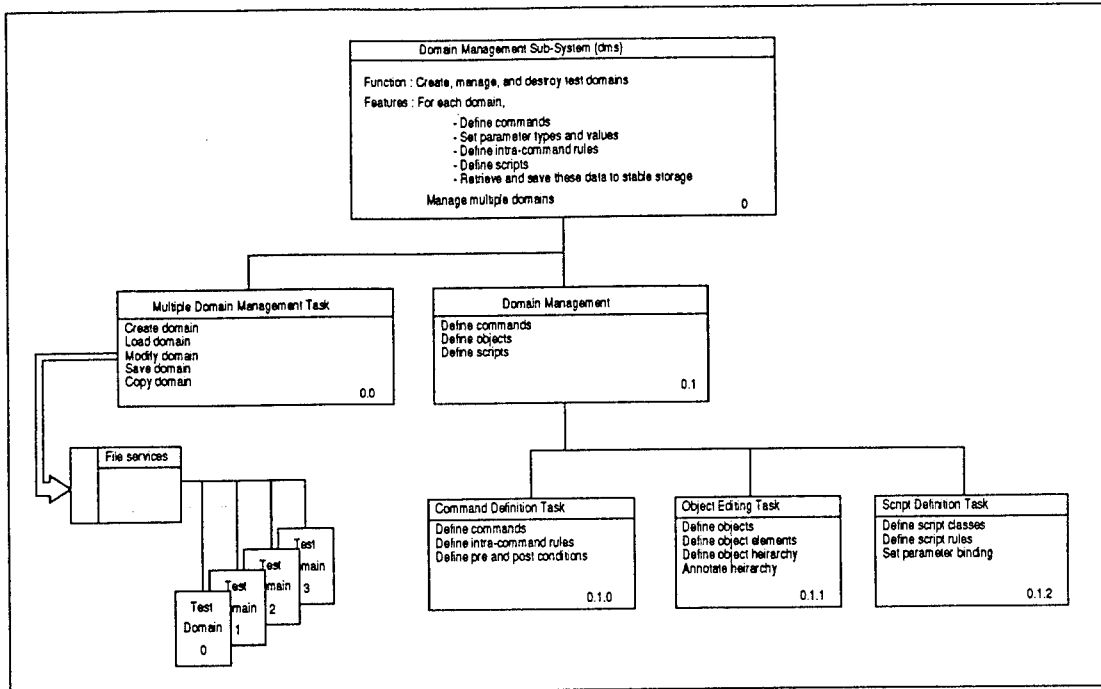 Domain Management Sub-System (dms)
Function : Create, manage, and destroy test domains
Features : For each domain,
- Define commands
- Set parameter types and values
- Define intra-command rules
- Define scripts
- Retrieve and save these data to stable storage
Manage multiple domains
0
Multiple Domain Management Task
Create domain
Load domain
Modify domain
Save domain
Copy domain
0.0
Domain Management
Define commands
Define objects
Define scripts
0.1
File services
Test
Domain
0
Test
main
1
Test
main
2
Test
main
3
Command Definition Task
Define commands
Define intra-command rules
Define pre and post conditions
0.1.0
Object Editing Task
Define objects
Define object elements
Define object heirarchy
Annotate heirarchy
0.1.1
Script Definition Task
Define script classes
Define script rules
Set parameter binding
0.1.2